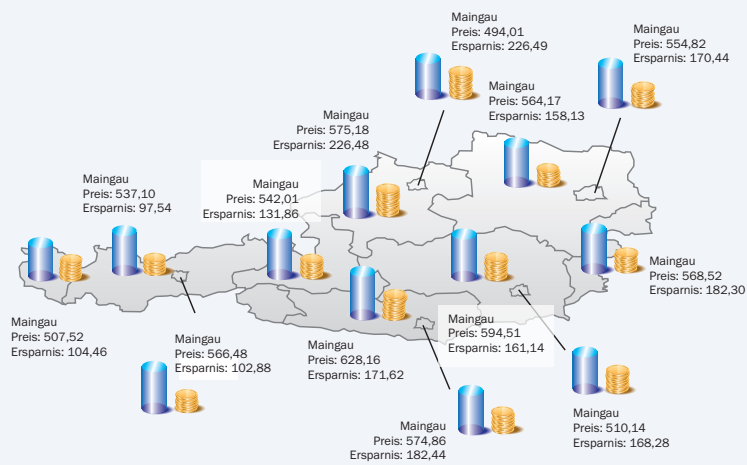 Maingau
Preis: 494,01
Ersparnis: 226,49
Maingau
Preis: 554,82
Ersparnis: 170,44
Maingau
Preis: 564,17
Ersparnis: 158,13
Maingau
Preis: 575,18
Ersparnis: 226,48
Maingau
Preis: 537,10
Ersparnis: 97,54
Maingau
Preis: 542,01
Ersparnis: 131,86
Maingau
Preis: 568,52
Ersparnis: 182,30
Maingau
Preis: 507,52
Ersparnis: 104,46
Maingau
Preis: 566,48
Ersparnis: 102,88
Maingau
Preis: 628,16
Ersparnis: 171,62
Maingau
Preis: 594,51
Ersparnis: 161,14
Maingau
Preis: 574,86
Ersparnis: 182,44
Maingau
Preis: 510,14
Ersparnis: 168,28